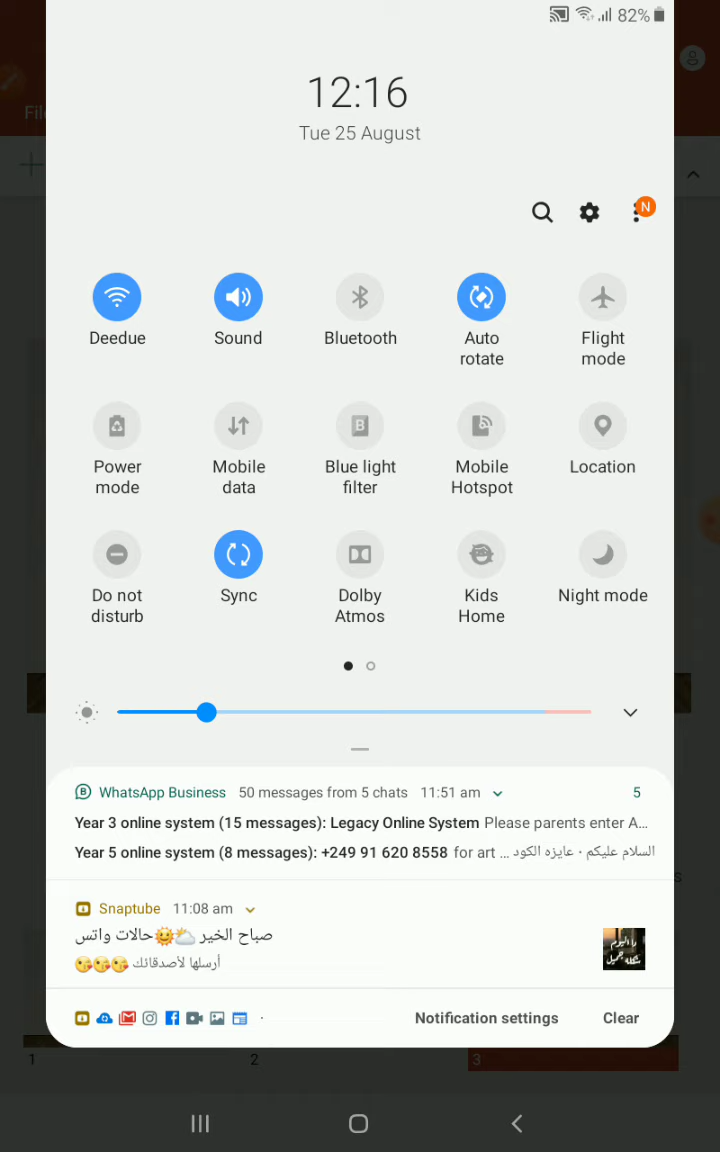 82%
Fil
12:16
Tue 25 August
N
Deedue
Sound
Bluetooth
Auto rotate
Flight mode
Power mode
Mobile data
Blue light filter
Mobile Hotspot
Location
Do not disturb
Sync
Dolby Atmos
Kids Home
Night mode
WhatsApp Business 50 messages from 5 chats 11:51 am 5
Year 3 online system (15 messages): Legacy Online System Please parents enter A...
Year 5 online system (8 messages): +249 91 620 8558 for art ... السلام عليكم · عايزه الكود
s
Snaptube 11:08 am
صباح الخير ⛅🌞حالات واتس
أرسلها لأصدقائك 😘😘😘
Notification settings Clear
1 2 3